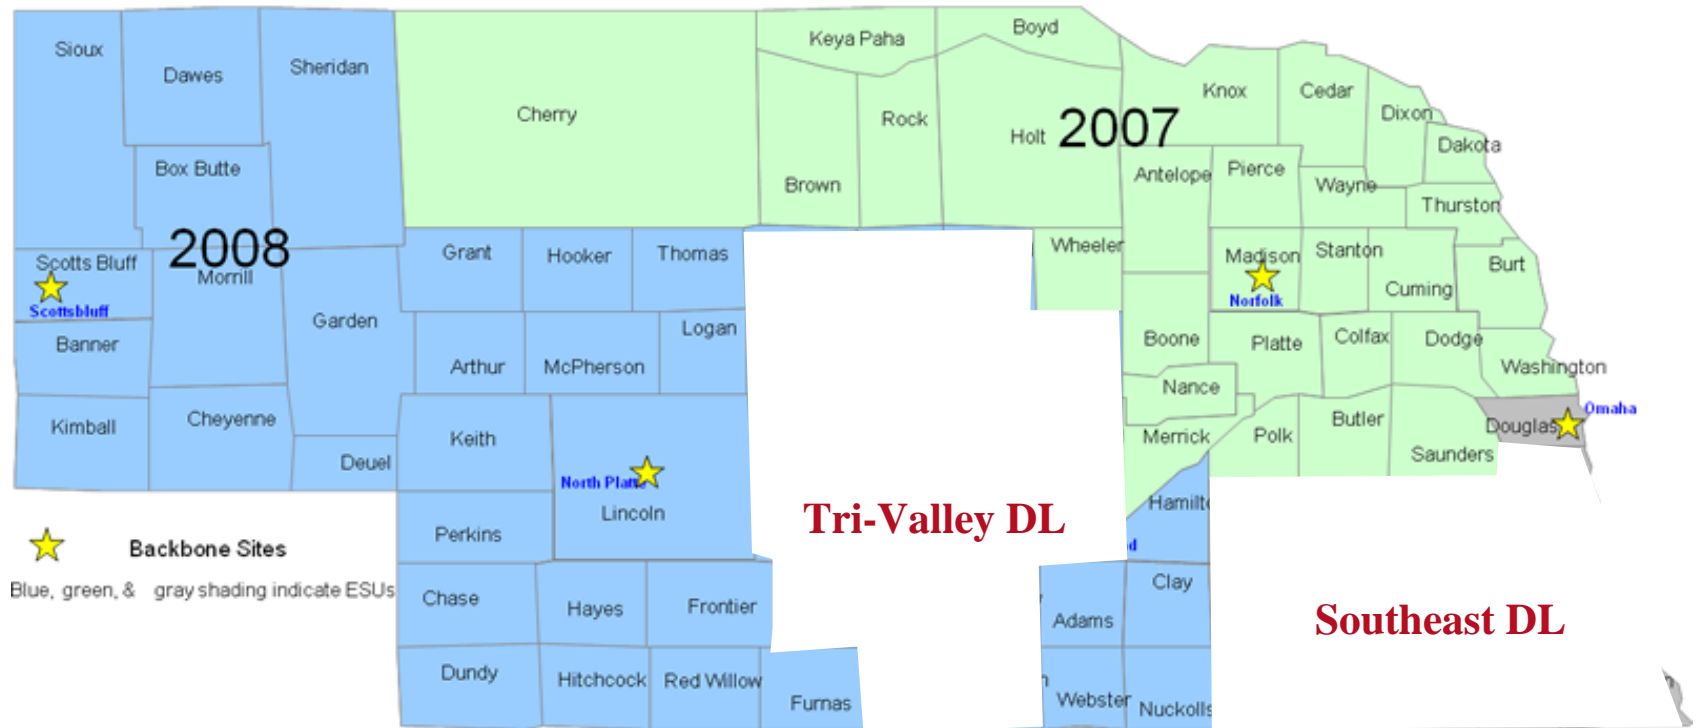 Sioux
Dawes
Sheridan
Cherry
Keya Paha
Boyd
Knox
Cedar
Dixon
Dakota
Box Butte
Brown
Rock
Holt
2007
Antelope
Pierce
Wayne
Thurston
2008
Scotts Bluff
Scottsbluff
Morrill
Garden
Grant
Hooker
Thomas
Wheeler
Madison
Norfolk
Stanton
Cuming
Burt
Banner
Arthur
McPherson
Logan
Boone
Platte
Colfax
Dodge
Washington
Nance
Kimball
Cheyenne
Deuel
Keith
Merrick
Polk
Butler
Saunders
Douglas
Omaha
North Platte
Lincoln
Tri-Valley DL
Hamilto
d
Perkins
Backbone Sites
Blue, green, & gray shading indicate ESUs
Chase
Hayes
Frontier
Adams
Clay
Southeast DL
Dundy
Hitchcock
Red Willow
Furnas
Webster
Nuckolls